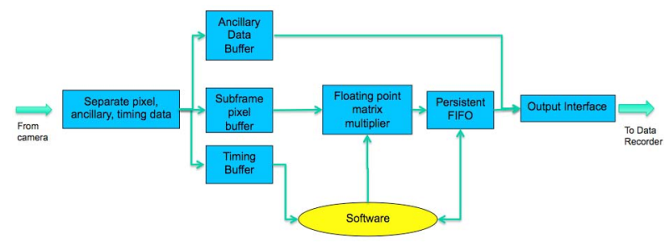 Ancillary
Data
Buffer
Separate pixel,
ancillary, timing data
Subframe
pixel
buffer
Floating point
matrix
multiplier
Persistent
FIFO
Output Interface
From
camera
To Data
Recorder
Timing
Buffer
Software